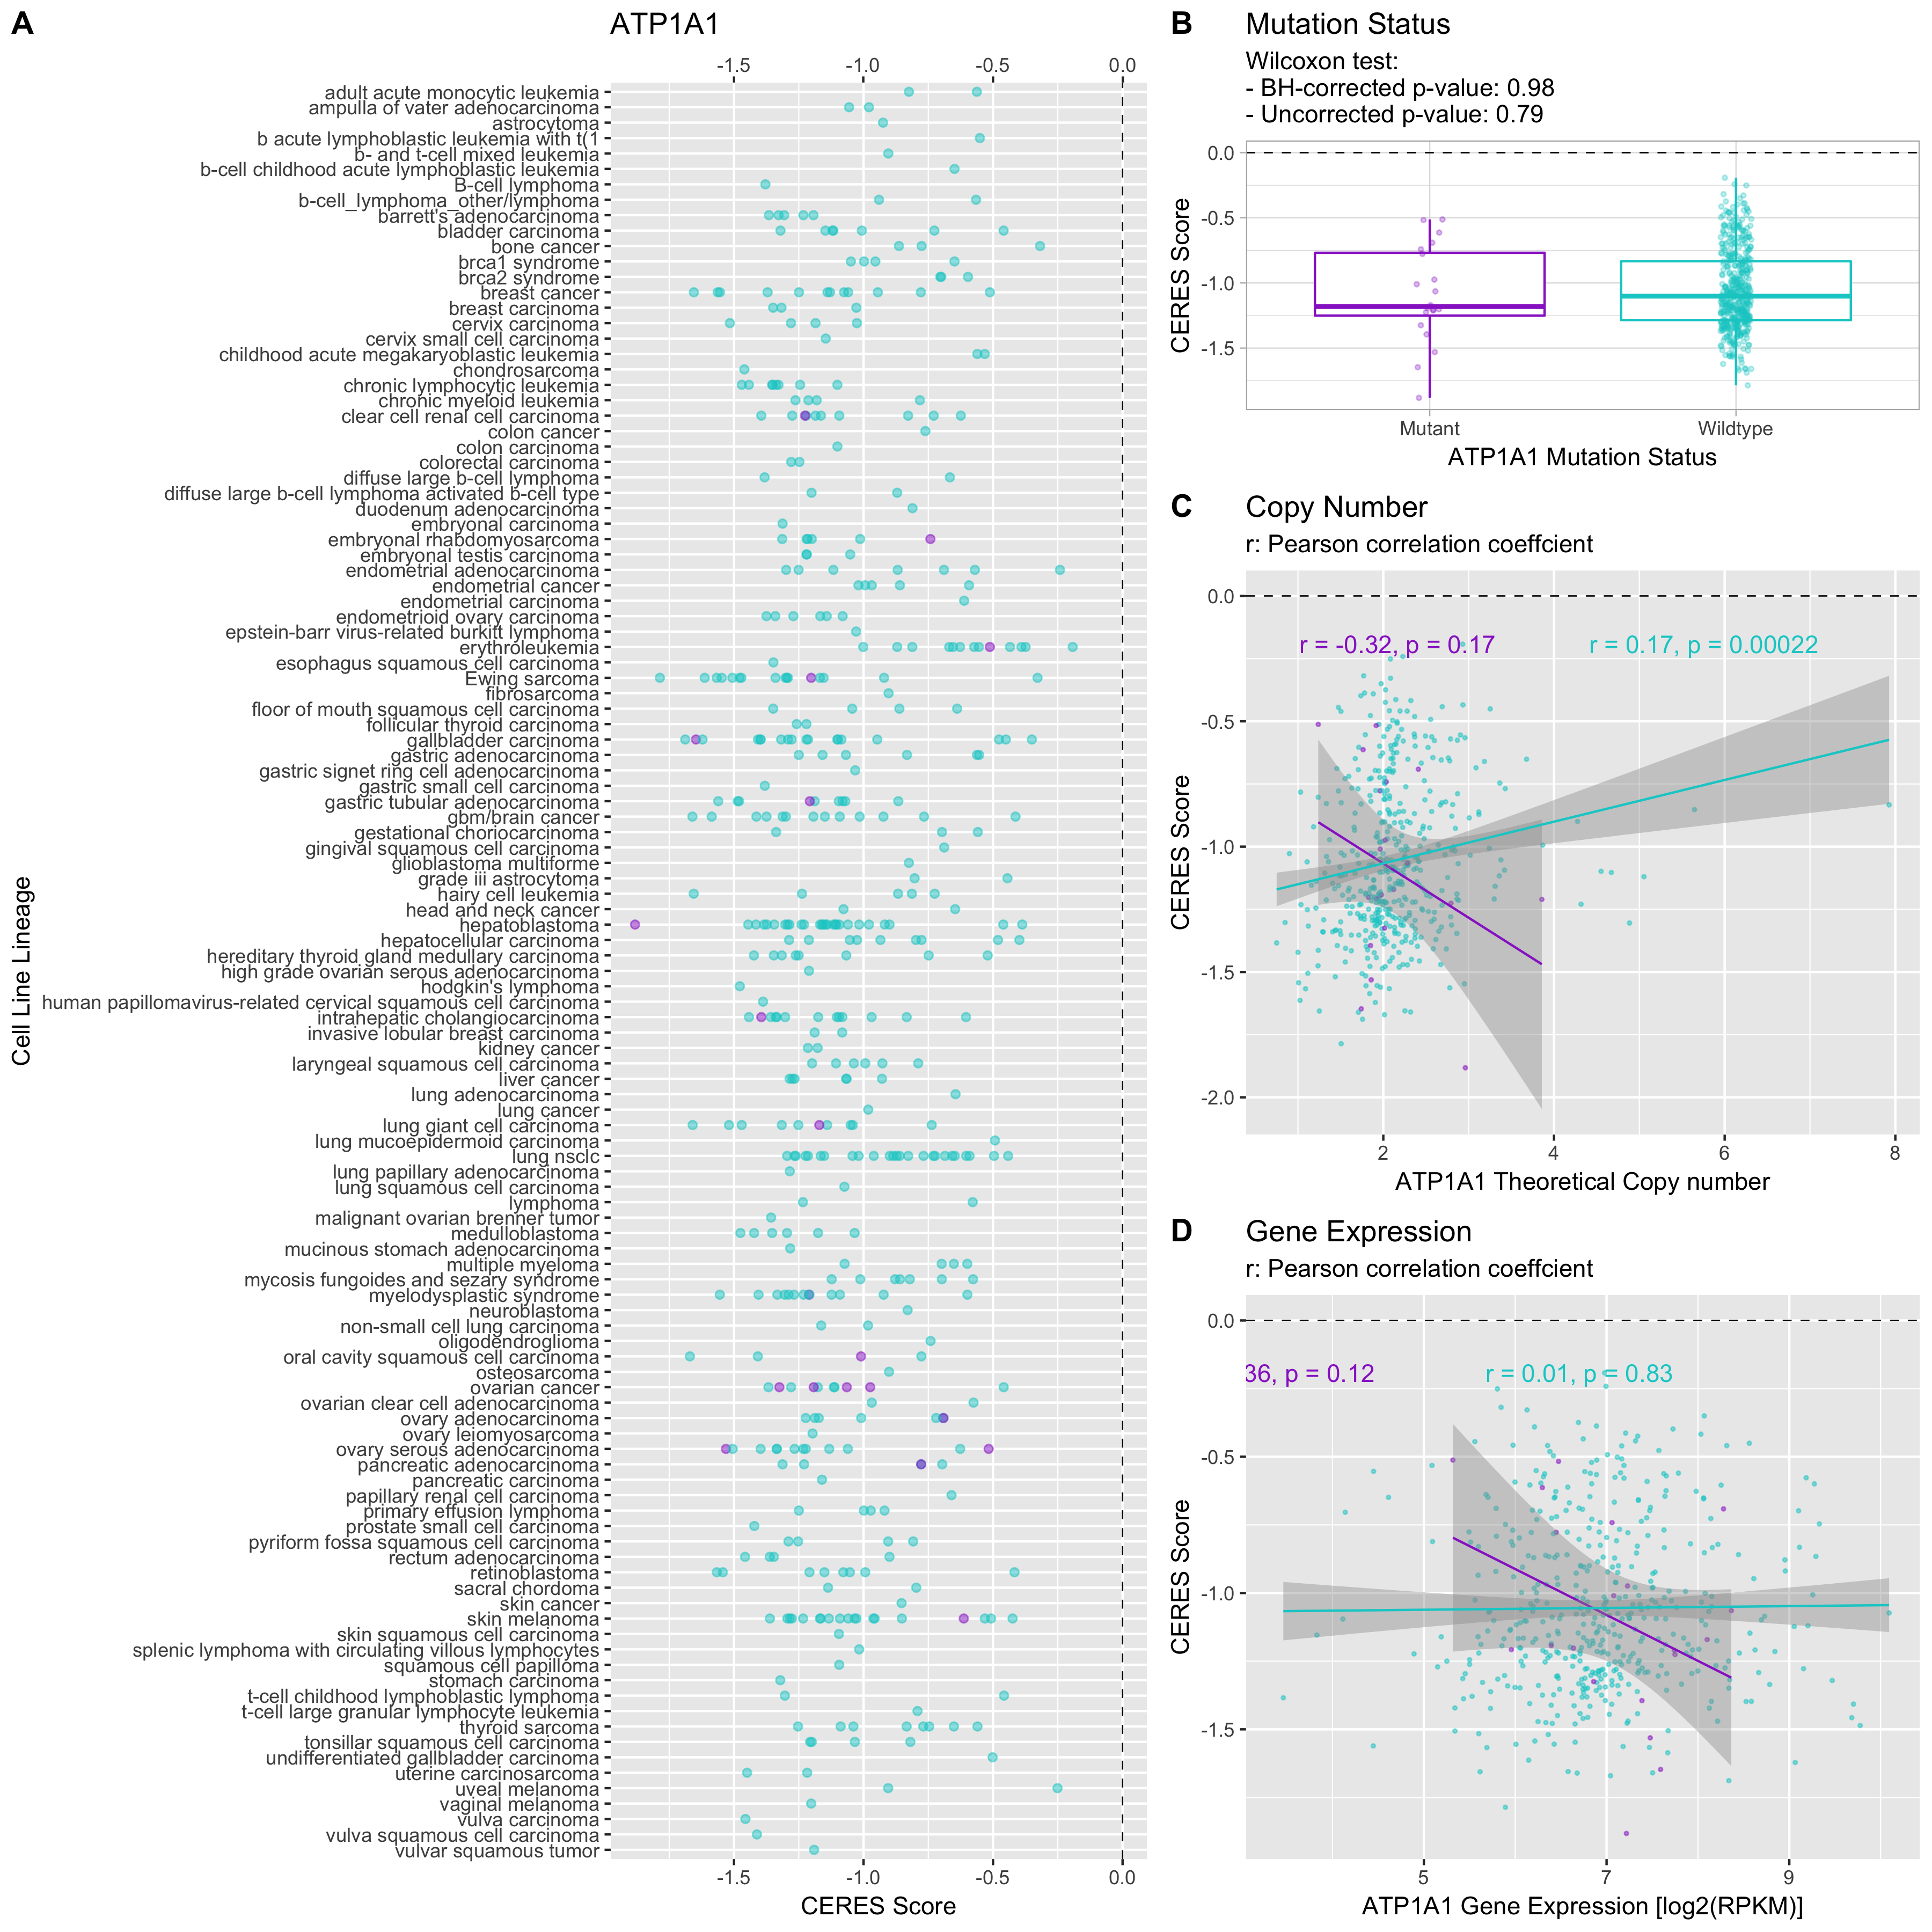 A
ATP1A1
-1.5 -1.0 -0.5 0.0
adult acute monocytic leukemia
ampulla of vater adenocarcinoma
astrocytoma
b acute lymphoblastic leukemia with t(1
b- and t-cell mixed leukemia
b-cell childhood acute lymphoblastic leukemia
B-cell lymphoma
b-cell_lymphoma_other/lymphoma
barrett's adenocarcinoma
bladder carcinoma
bone cancer
brca1 syndrome
brca2 syndrome
breast cancer
breast carcinoma
cervix carcinoma
cervix small cell carcinoma
childhood acute megakaryoblastic leukemia
chondrosarcoma
chronic lymphocytic leukemia
chronic myeloid leukemia
clear cell renal cell carcinoma
colon cancer
colon carcinoma
colorectal carcinoma
diffuse large b-cell lymphoma
diffuse large b-cell lymphoma activated b-cell type
duodenum adenocarcinoma
embryonal carcinoma
embryonal rhabdomyosarcoma
embryonal testis carcinoma
endometrial adenocarcinoma
endometrial cancer
endometrial carcinoma
endometrioid ovary carcinoma
epstein-barr virus-related burkitt lymphoma
erythroleukemia
esophagus squamous cell carcinoma
Ewing sarcoma
fibrosarcoma
floor of mouth squamous cell carcinoma
follicular thyroid carcinoma
gallbladder carcinoma
gastric adenocarcinoma
gastric signet ring cell adenocarcinoma
gastric small cell carcinoma
gastric tubular adenocarcinoma
gbm/brain cancer
gestational choriocarcinoma
gingival squamous cell carcinoma
glioblastoma multiforme
grade iii astrocytoma
hairy cell leukemia
head and neck cancer
hepatoblastoma
hepatocellular carcinoma
hereditary thyroid gland medullary carcinoma
high grade ovarian serous adenocarcinoma
hodgkin's lymphoma
human papillomavirus-related cervical squamous cell carcinoma
intrahepatic cholangiocarcinoma
invasive lobular breast carcinoma
kidney cancer
laryngeal squamous cell carcinoma
liver cancer
lung adenocarcinoma
lung cancer
lung giant cell carcinoma
lung mucoepidermoid carcinoma
lung nsclc
lung papillary adenocarcinoma
lung squamous cell carcinoma
lymphoma
malignant ovarian brenner tumor
medulloblastoma
mucinous stomach adenocarcinoma
multiple myeloma
mycosis fungoides and sezary syndrome
myelodysplastic syndrome
neuroblastoma
non-small cell lung carcinoma
oligodendroglioma
oral cavity squamous cell carcinoma
osteosarcoma
ovarian cancer
ovarian clear cell adenocarcinoma
ovary adenocarcinoma
ovary leiomyosarcoma
ovary serous adenocarcinoma
pancreatic adenocarcinoma
pancreatic carcinoma
papillary renal cell carcinoma
primary effusion lymphoma
prostate small cell carcinoma
pyriform fossa squamous cell carcinoma
rectum adenocarcinoma
retinoblastoma
sacral chordoma
skin cancer
skin melanoma
skin squamous cell carcinoma
splenic lymphoma with circulating villous lymphocytes
squamous cell papilloma
stomach carcinoma
t-cell childhood lymphoblastic lymphoma
t-cell large granular lymphocyte leukemia
thyroid sarcoma
tonsillar squamous cell carcinoma
undifferentiated gallbladder carcinoma
uterine carcinosarcoma
uveal melanoma
vaginal melanoma
vulva carcinoma
vulva squamous cell carcinoma
vulvar squamous tumor
-1.5 -1.0 -0.5 0.0
CERES Score
Cell Line Lineage
B
Mutation Status
Wilcoxon test:
- BH-corrected p-value: 0.98
- Uncorrected p-value: 0.79
0.0
-0.5
-1.0
-1.5
CERES Score
Mutant Wildtype
ATP1A1 Mutation Status
C
Copy Number
r: Pearson correlation coeffcient
0.0
-0.5
-1.0
-1.5
-2.0
r = -0.32, p = 0.17 r = 0.17, p = 0.00022
CERES Score
2 4 6 8
ATP1A1 Theoretical Copy number
D
Gene Expression
r: Pearson correlation coeffcient
0.0
-0.5
-1.0
-1.5
36, p = 0.12 r = 0.01, p = 0.83
CERES Score
5 7 9
ATP1A1 Gene Expression [log2(RPKM)]